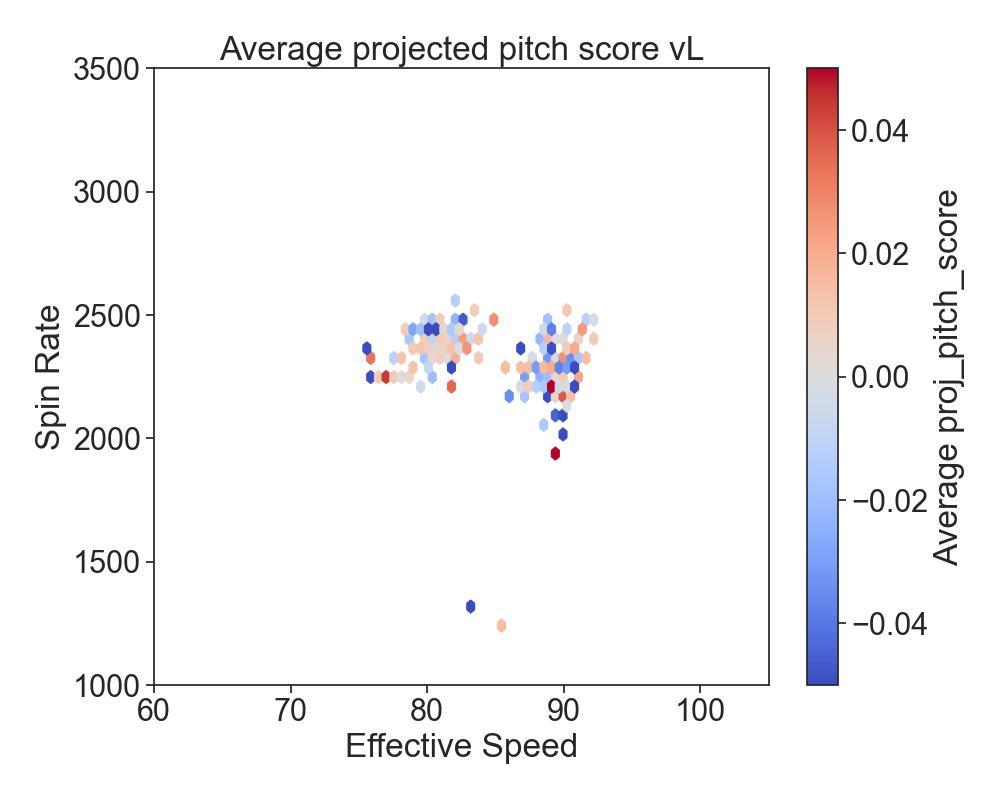 Average projected pitch score vL
3500
3000
2500
2000
1500
1000
Spin Rate
60 70 80 90 100
Effective Speed
0.04
0.02
0.00
−0.02
−0.04
Average proj_pitch_score